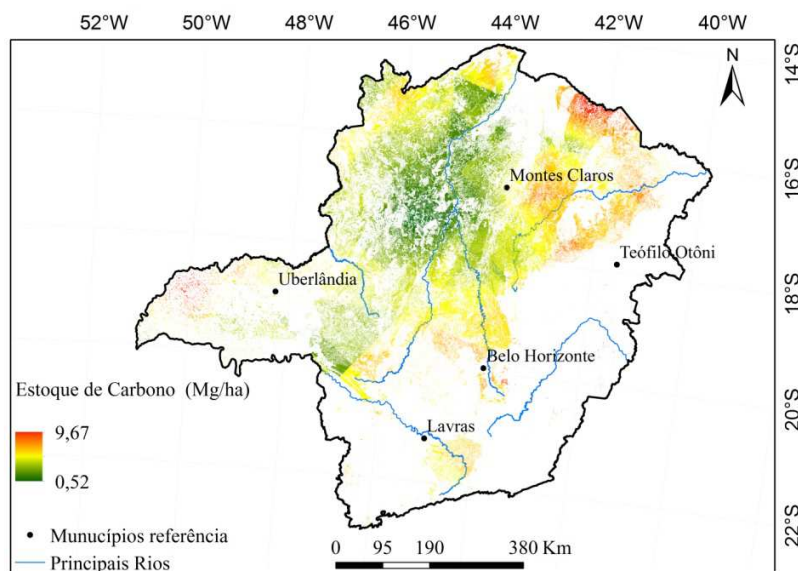 52°W 50°W 48°W 46°W 44°W 42°W 40°W
14°S
N
16°S
Montes Claros
Teófilo Otôni
Uberlândia
18°S
Belo Horizonte
Estoque de Carbono (Mg/ha)
20°S
Lavras
9,67
0,52
22°S
Munucípios referência
Principais Rios
0 95 190 380 Km